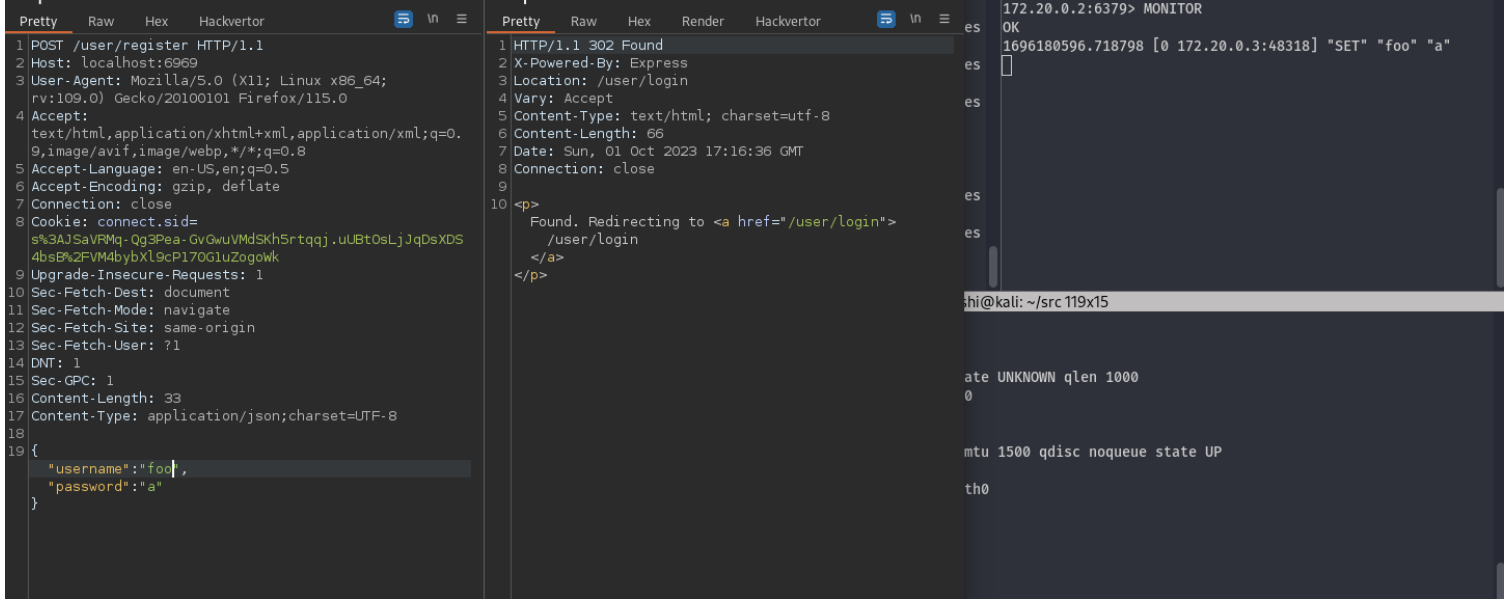 Pretty Raw Hex Hackvertor \n
1 POST /user/register HTTP/1.1
2 Host: localhost:6969
3 User-Agent: Mozilla/5.0 (X11; Linux x86_64;
rv:109.0) Gecko/20100101 Firefox/115.0
4 Accept:
text/html,application/xhtml+xml,application/xml;q=0.
9,image/avif,image/webp,*/*;q=0.8
5 Accept-Language: en-US,en;q=0.5
6 Accept-Encoding: gzip, deflate
7 Connection: close
8 Cookie: connect.sid=
s%3AJSaVRMq-Qg3Pea-GvGwuVMdSKh5rtqqj.uUBtOsLjJqDsXDS
4bsB%2FVM4bybXl9cP170G1uZogoWk
9 Upgrade-Insecure-Requests: 1
10 Sec-Fetch-Dest: document
11 Sec-Fetch-Mode: navigate
12 Sec-Fetch-Site: same-origin
13 Sec-Fetch-User: ?1
14 DNT: 1
15 Sec-GPC: 1
16 Content-Length: 33
17 Content-Type: application/json;charset=UTF-8
18
19 {
"username":"foo",
"password":"a"
}
Pretty Raw Hex Render Hackvertor \n
1 HTTP/1.1 302 Found
2 X-Powered-By: Express
3 Location: /user/login
4 Vary: Accept
5 Content-Type: text/html; charset=utf-8
6 Content-Length: 66
7 Date: Sun, 01 Oct 2023 17:16:36 GMT
8 Connection: close
9
10 <p>
Found. Redirecting to <a href="/user/login">
/user/login
</a>
</p>
es
es
es
es
es
172.20.0.2:6379> MONITOR
OK
1696180596.718798 [0 172.20.0.3:48318] "SET" "foo" "a"
hi@kali: ~/src 119x15
ate UNKNOWN qlen 1000
0
mtu 1500 qdisc noqueue state UP
th0